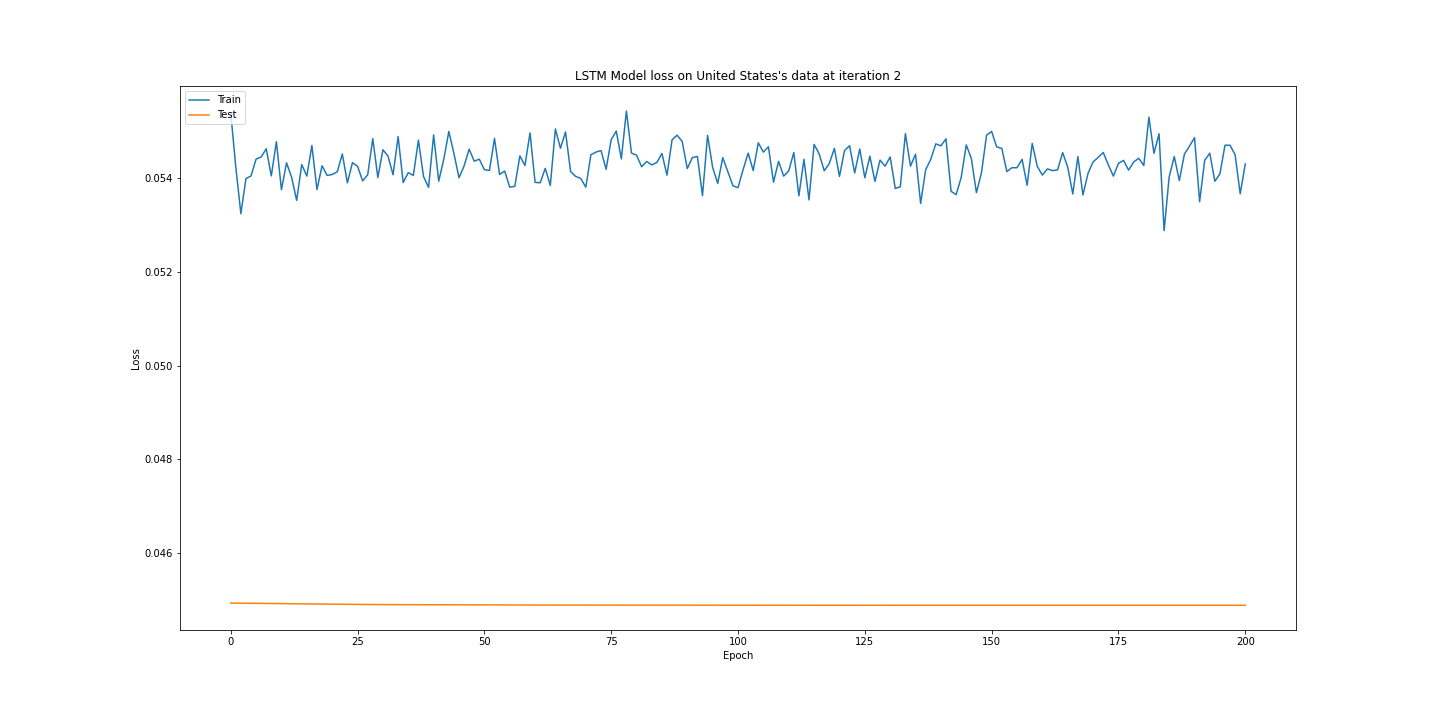 LSTM Model loss on United States's data at iteration 2
Train
Test
0.054
0.052
0.050
0.048
0.046
Loss
0 25 50 75 100 125 150 175 200
Epoch